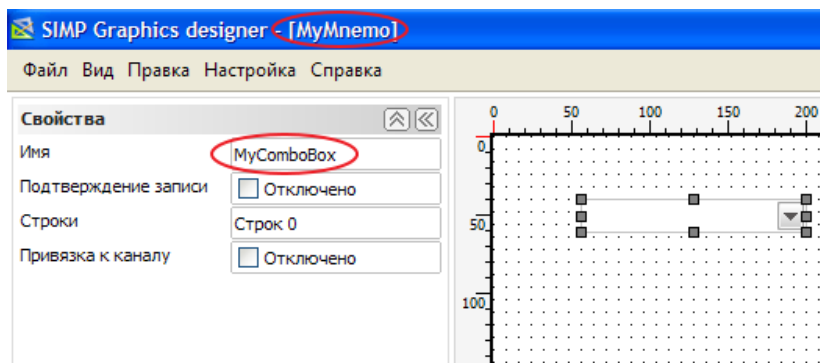 SIMP Graphics designer - [MyMnemo]
Файл Вид Правка Настройка Справка
Свойства
Имя MyComboBox
Подтверждение записи Отключено
Строки Строк 0
Привязка к каналу Отключено
0 50 100 150 200
0
50
100